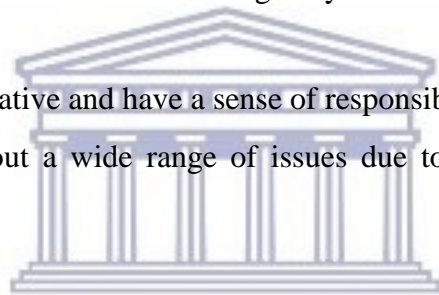 ative and have a sense of responsib
out a wide range of issues due to